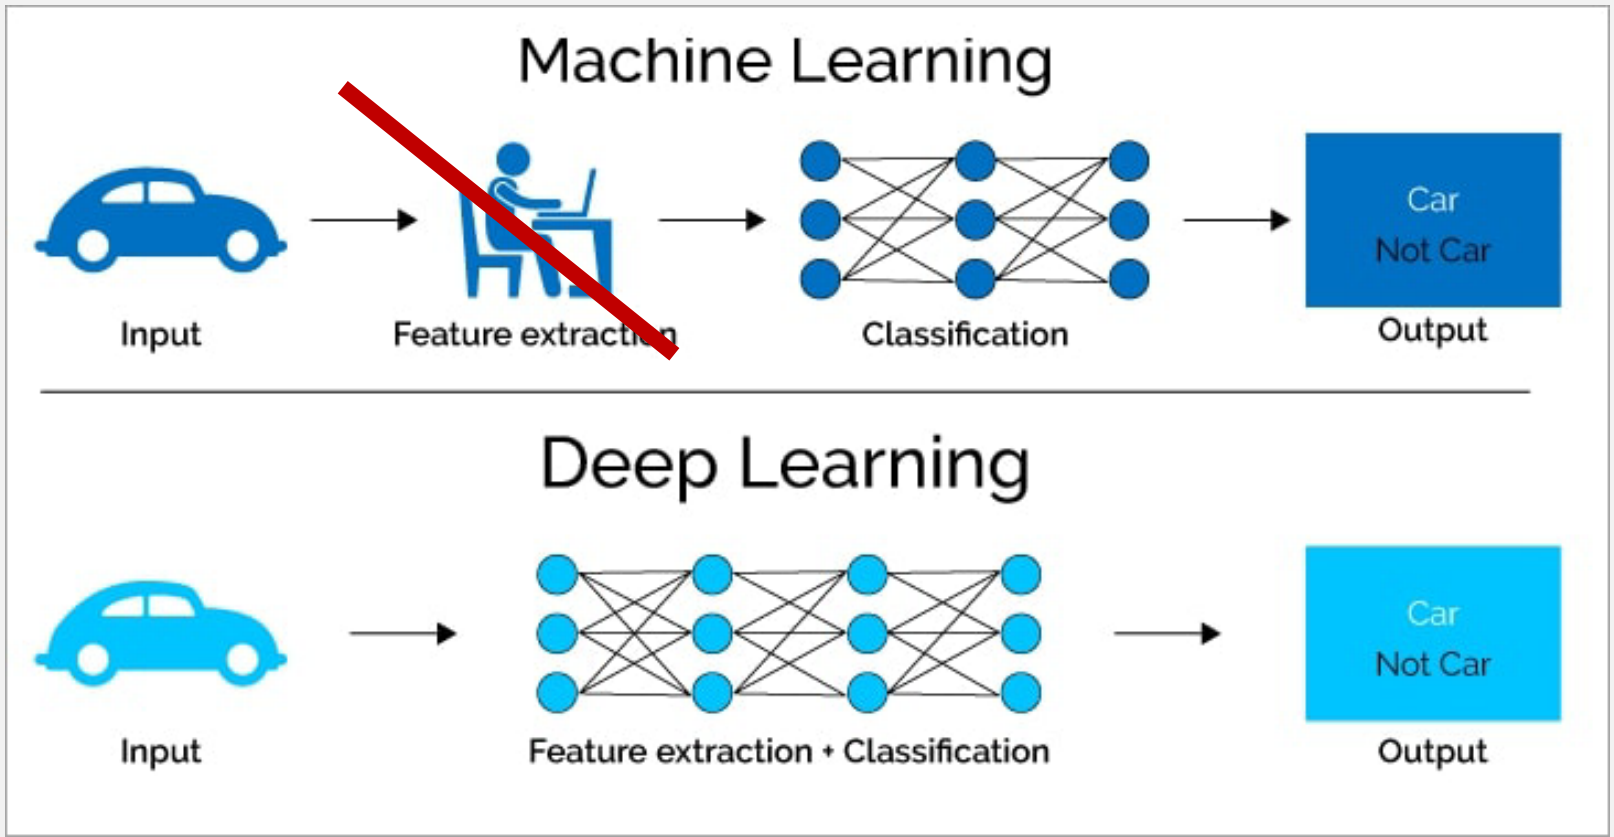 Machine Learning
Car
Not Car
Input
Feature extraction
Classification
Output
Deep Learning
Car
Not Car
Input
Feature extraction + Classification
Output